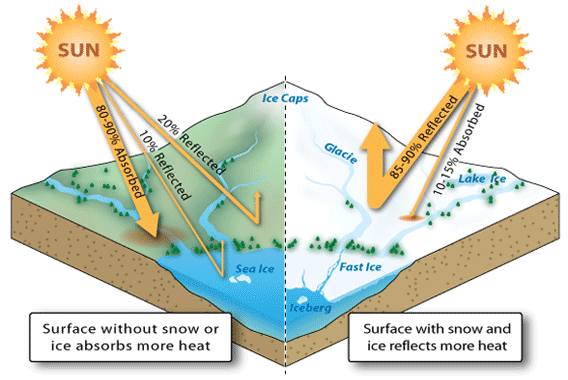 SUN
SUN
80-90% Absorbed
10% Reflected
20% Reflected
Ice Caps
Glacie
85-90% Reflected
10-15% Absorbed
Lake Ice
Sea Ice
Fast Ice
Iceberg
Surface without snow or
ice absorbs more heat
Surface with snow and
ice reflects more heat